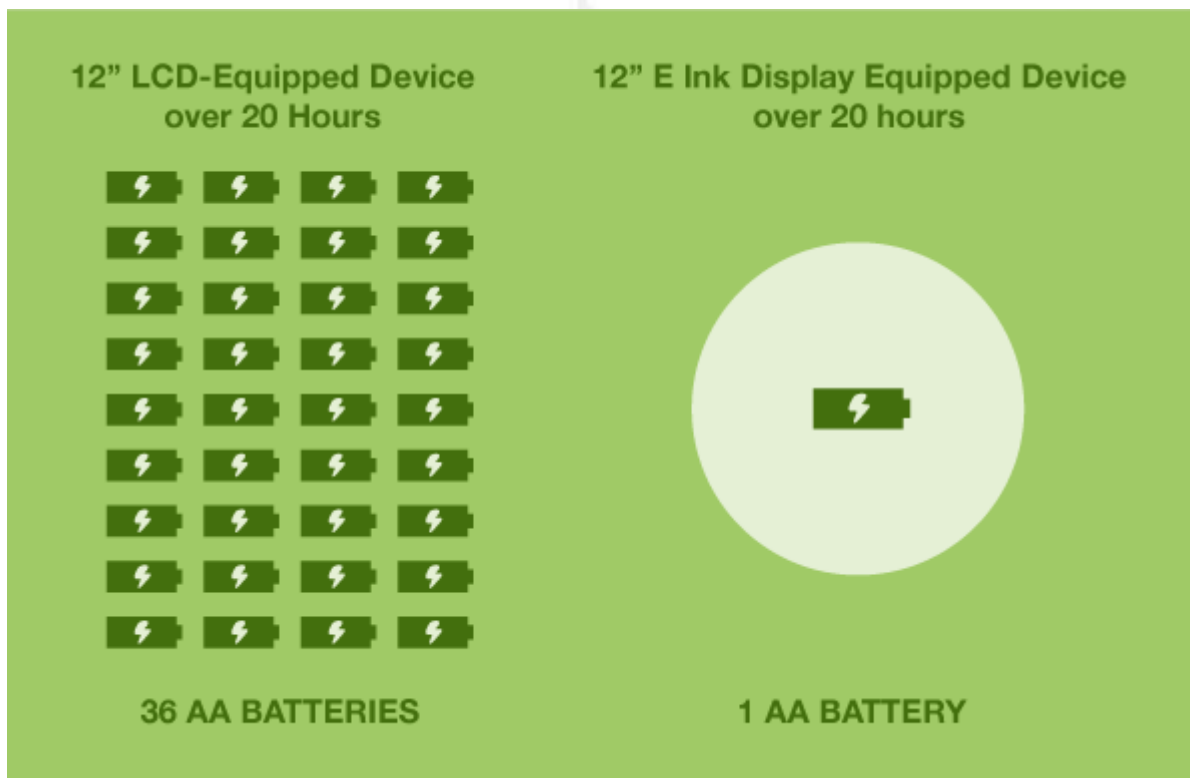 12” LCD-Equipped Device
over 20 Hours
36 AA BATTERIES
12” E Ink Display Equipped Device
over 20 hours
1 AA BATTERY